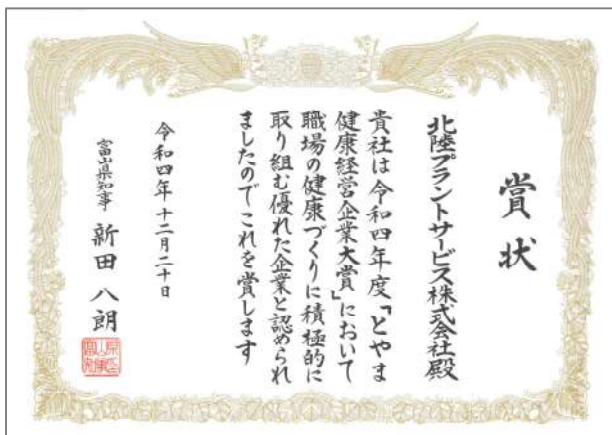 賞状
北陸プラントサービス株式会社殿
貴社は令和四年度「とやま
健康経営企業大賞」において
職場の健康づくりに積極的に
取り組む優れた企業と認められ
ましたのでこれを賞します
令和四年十二月二十日
富山県知事 新田八朗